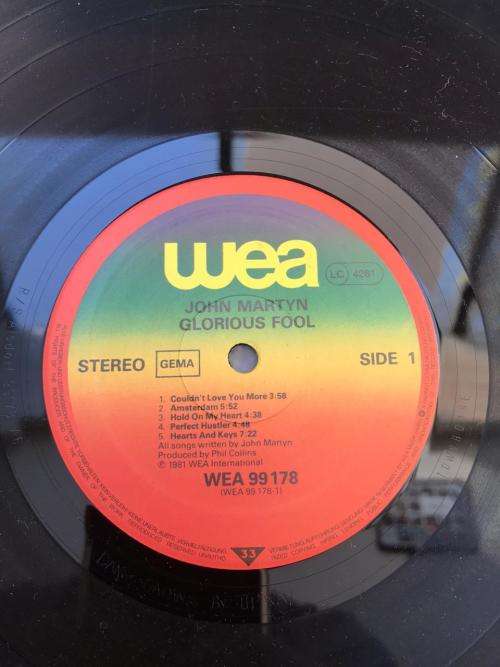 wea
LC 4281
JOHN MARTYN
GLORIOUS FOOL
STEREO GEMA SIDE 1
1. Couldn't Love You More 3:58
2. Amsterdam 5:52
3. Hold On My Heart 4:38
4. Perfect Hustler 4:48
5. Hearts And Keys 7:22
All songs written by John Martyn
Produced by Phil Collins
℗ 1981 WEA International
WEA 99178
(WEA 99 178-1)
33